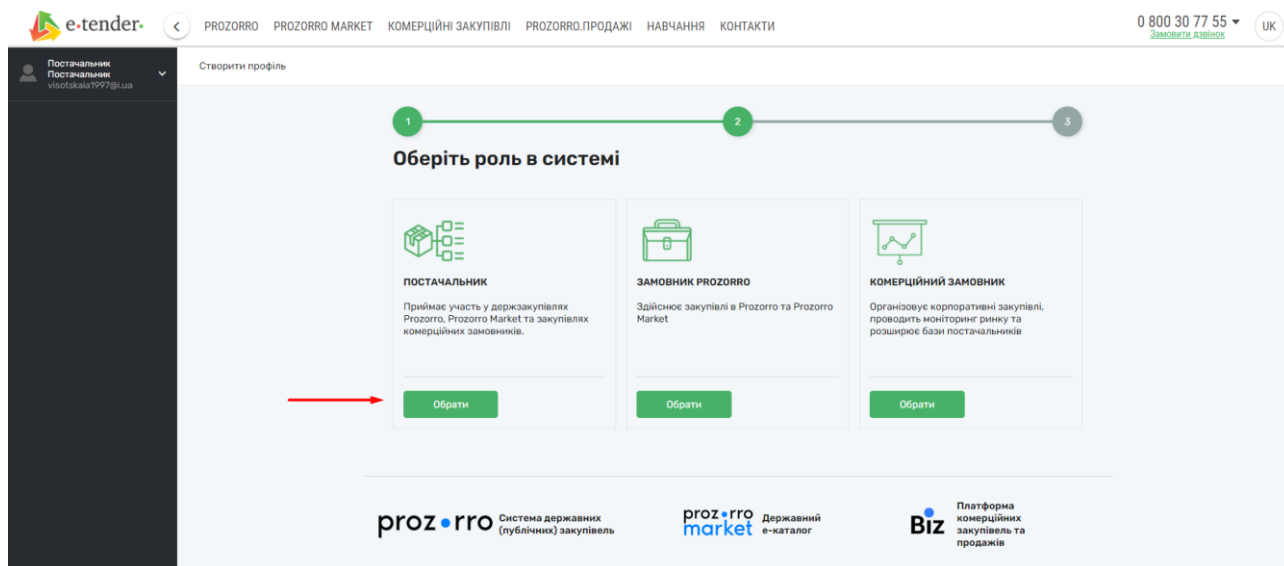 e-tender
PROZORRO PROZORRO MARKET КОМЕРЦІЙНІ ЗАКУПІВЛІ PROZORRO.ПРОДАЖІ НАВЧАННЯ КОНТАКТИ
0 800 30 77 55
Замовити дзвінок
UK
Постачальник
Постачальник
visotskaia1997@i.ua
Створити профіль
1 2 3
Оберіть роль в системі
ПОСТАЧАЛЬНИК
Приймає участь у держзакупівлях
Prozorro, Prozorro Market та закупівлях
комерційних замовників.
Обрати
ЗАМОВНИК PROZORRO
Здійснює закупівлі в Prozorro та Prozorro
Market
Обрати
КОМЕРЦІЙНИЙ ЗАМОВНИК
Організовує корпоративні закупівлі,
проводить моніторинг ринку та
розширює бази постачальників
Обрати
prozorro
Система державних
(публічних) закупівель
prozorro
market
Державний
е-каталог
Biz
Платформа
комерційних
закупівель та
продажів